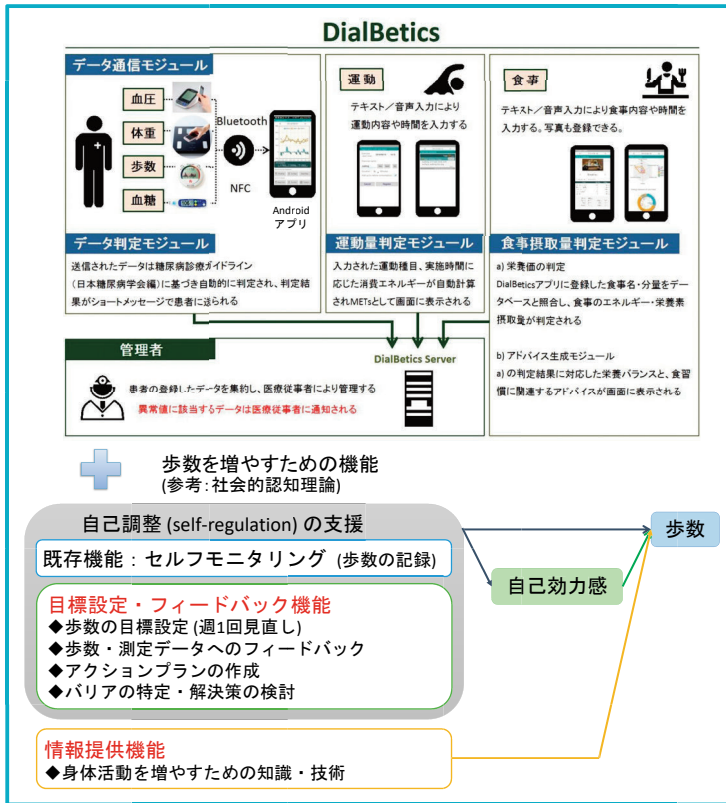 DialBetics
データ通信モジュール
血圧
体重
歩数
血糖
Bluetooth
NFC
Android
アプリ
データ判定モジュール
送信されたデータは糖尿病診療ガイドライン
(日本糖尿病学会編)に基づき自動的に判定され、判定結
果がショートメッセージで患者に送られる
運動
テキスト／音声入力により
運動内容や時間を入力する
運動量判定モジュール
入力された運動種目、実施時間に
応じた消費エネルギーが自動計算
されMETsとして画面に表示される
食事
テキスト／音声入力により食事内容や時間を
入力する。写真も登録できる。
食事摂取量判定モジュール
a) 栄養価の判定
DialBeticsアプリに登録した食事名・分量をデー
タベースと照合し、食事のエネルギー・栄養素
摂取量が判定される
b) アドバイス生成モジュール
a) の判定結果に対応した栄養バランスと、食習
慣に関連するアドバイスが画面に表示される
管理者
患者の登録したデータを集約し、医療従事者により管理する
異常値に該当するデータは医療従事者に通知される
DialBetics Server
歩数を増やすための機能
(参考：社会的認知理論)
自己調整 (self-regulation) の支援
既存機能：セルフモニタリング (歩数の記録)
目標設定・フィードバック機能
◆歩数の目標設定 (週1回見直し)
◆歩数・測定データへのフィードバック
◆アクションプランの作成
◆バリアの特定・解決策の検討
情報提供機能
◆身体活動を増やすための知識・技術
自己効力感
歩数